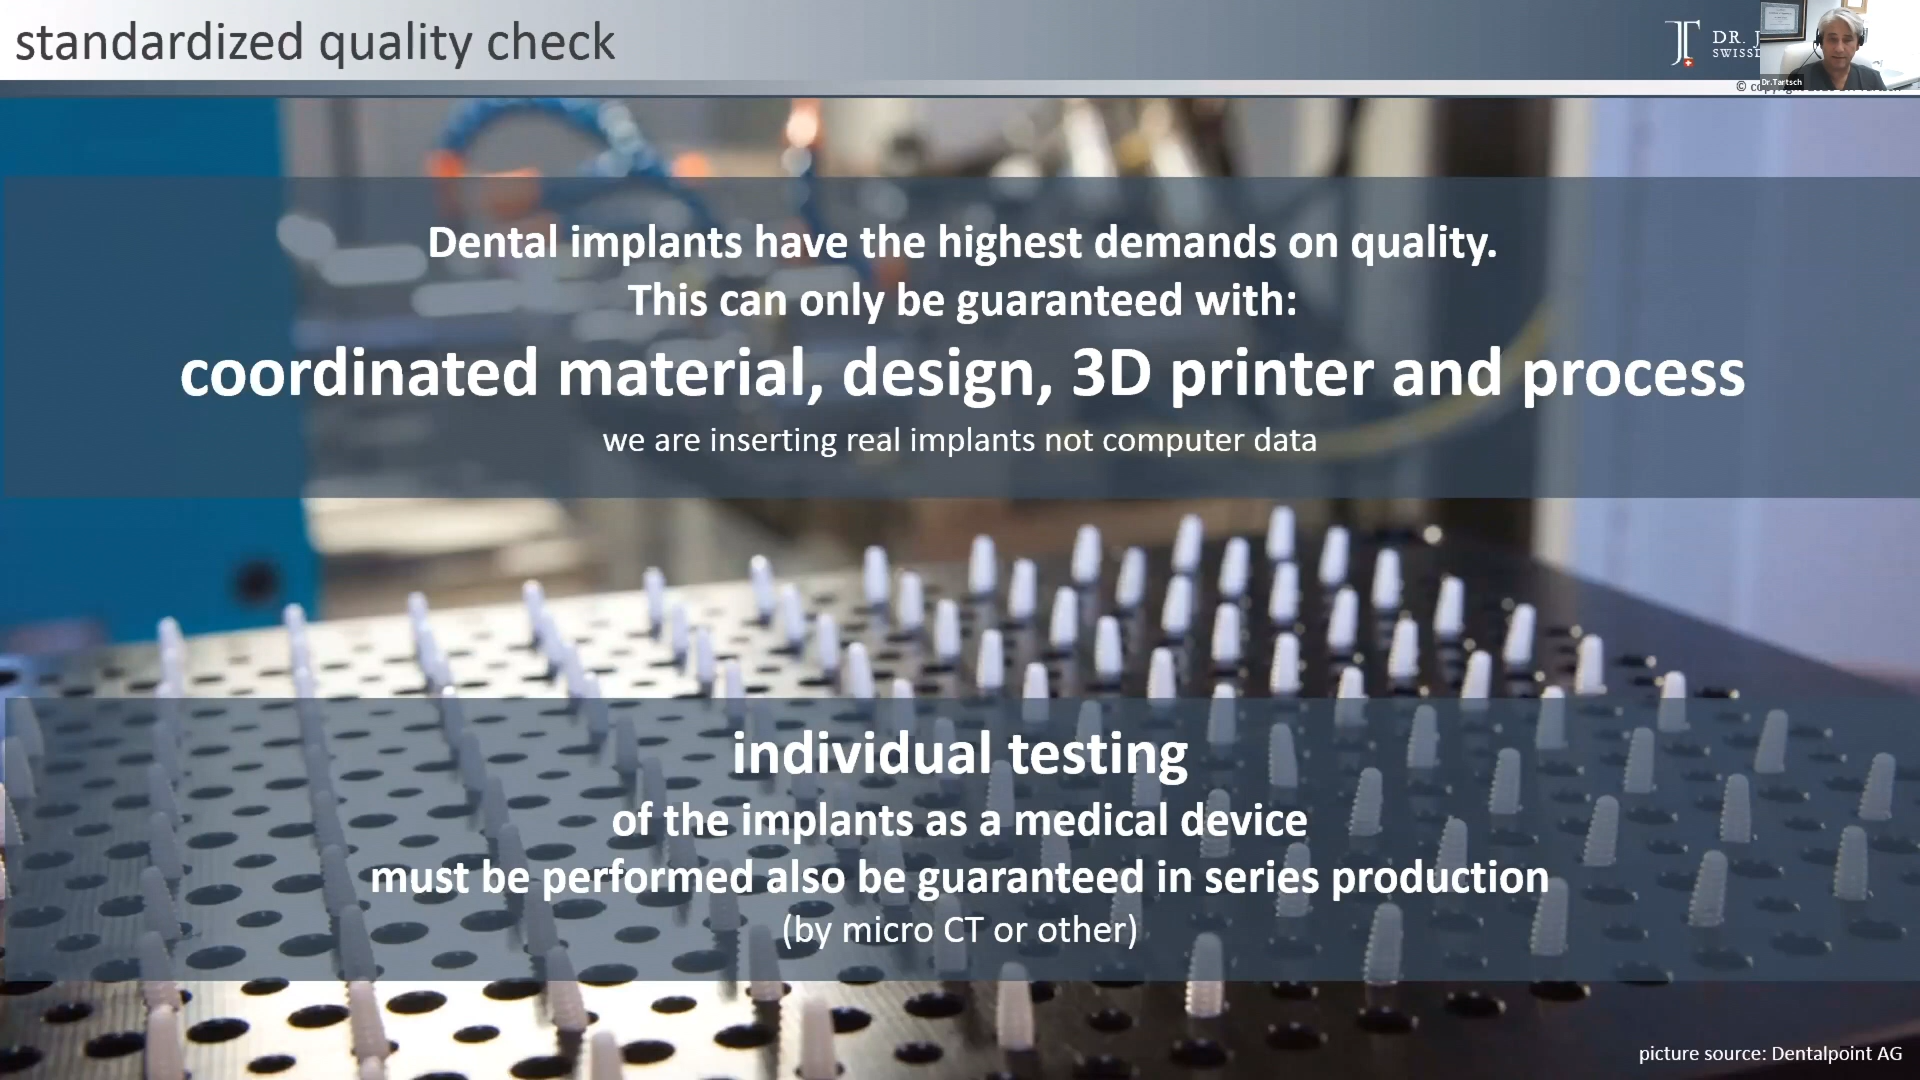 standardized quality check
DR. J
SWISSD
Dr.Tartsch
Dental implants have the highest demands on quality.
This can only be guaranteed with:
coordinated material, design, 3D printer and process
we are inserting real implants not computer data
individual testing
of the implants as a medical device
must be performed also be guaranteed in series production
(by micro CT or other)
picture source: Dentalpoint AG